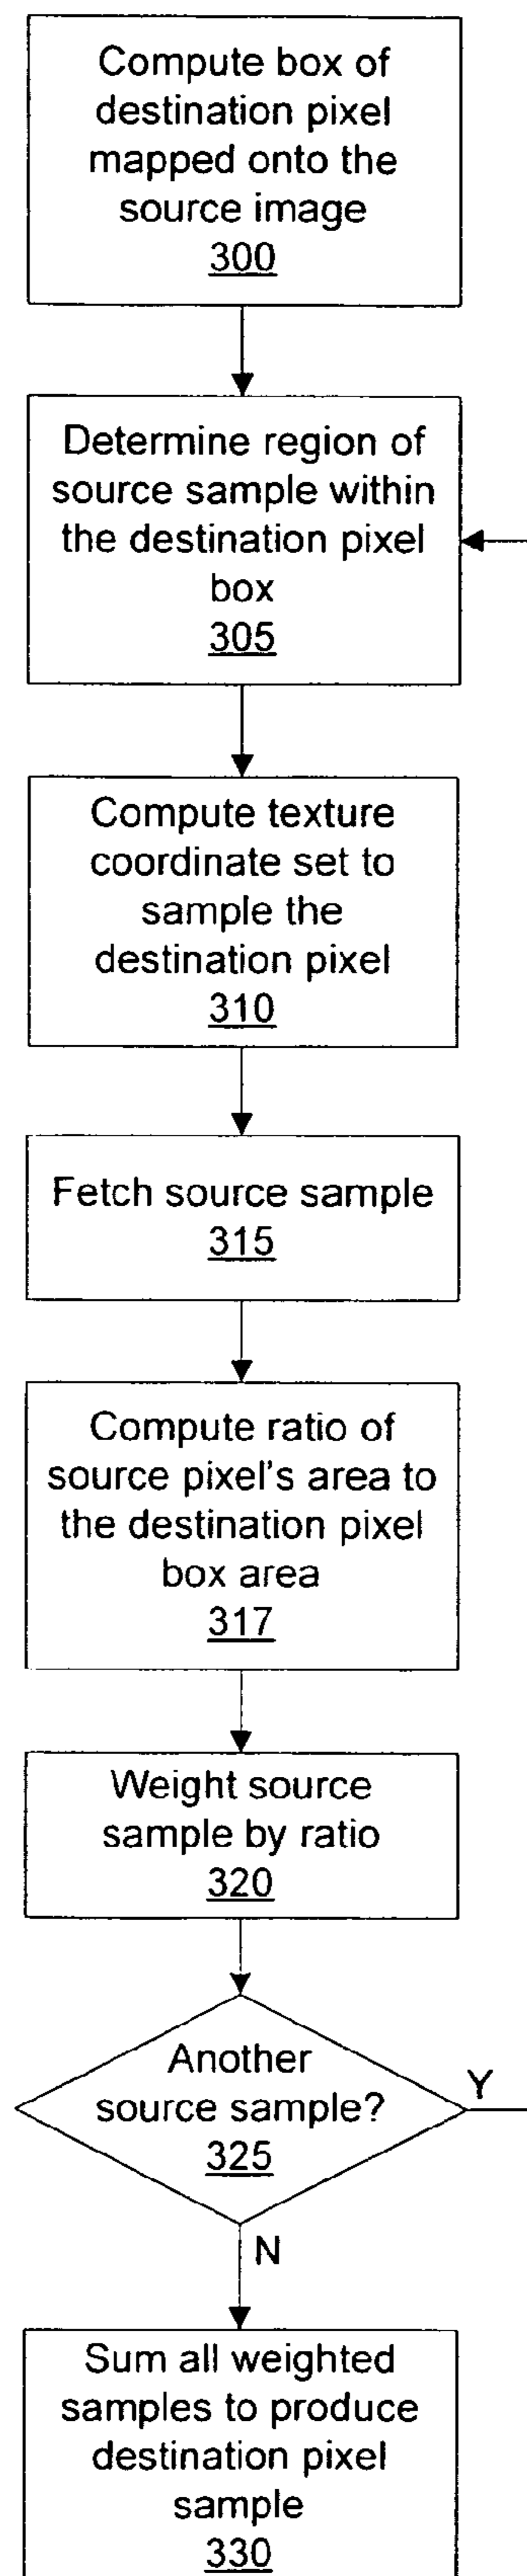 Compute box of
destination pixel
mapped onto the
source image
300
Determine region of
source sample within
the destination pixel
box
305
Compute texture
coordinate set to
sample the
destination pixel
310
Fetch source sample
315
Compute ratio of
source pixel's area to
the destination pixel
box area
317
Weight source
sample by ratio
320
Another
source sample?
325
Y
N
Sum all weighted
samples to produce
destination pixel
sample
330